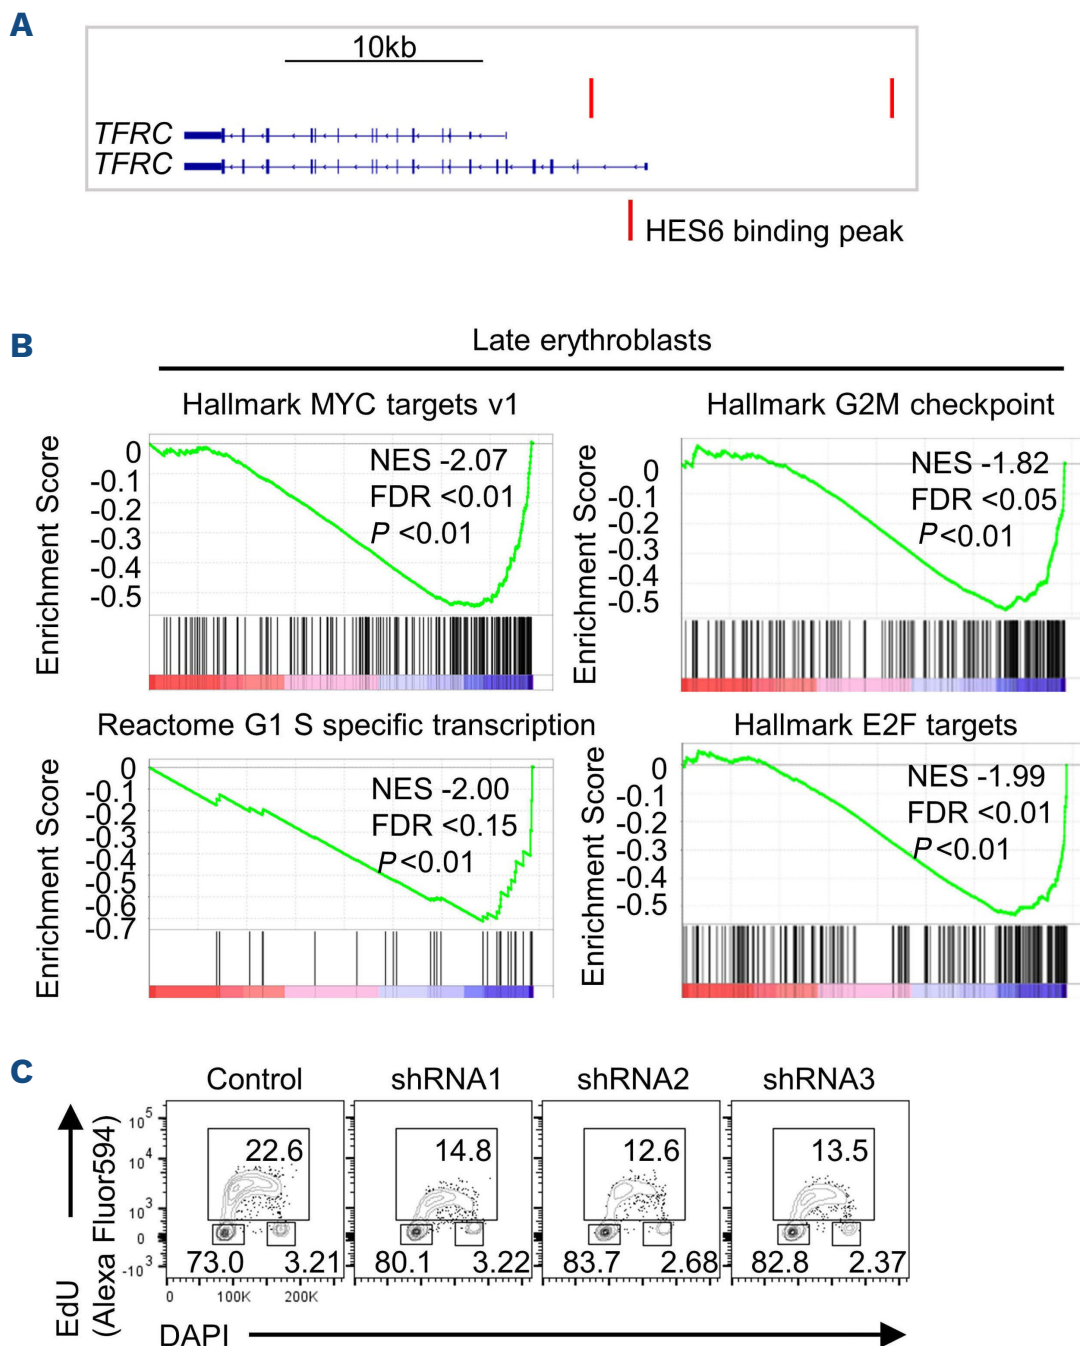 A
10kb
TFRC
TFRC
HES6 binding peak
B
Late erythroblasts
Hallmark MYC targets v1
Enrichment Score
0
-0.1
-0.2
-0.3
-0.4
-0.5
NES -2.07
FDR <0.01
P <0.01
Hallmark G2M checkpoint
Enrichment Score
0
-0.1
-0.2
-0.3
-0.4
-0.5
NES -1.82
FDR <0.05
P <0.01
Reactome G1 S specific transcription
Enrichment Score
0
-0.1
-0.2
-0.3
-0.4
-0.5
-0.6
-0.7
NES -2.00
FDR <0.15
P <0.01
Hallmark E2F targets
Enrichment Score
0
-0.1
-0.2
-0.3
-0.4
-0.5
NES -1.99
FDR <0.01
P <0.01
C
Control
shRNA1
shRNA2
shRNA3
EdU
(Alexa Fluor594)
10^5
10^4
10^3
0
-10^3
22.6
73.0
3.21
14.8
80.1
3.22
12.6
83.7
2.68
13.5
82.8
2.37
0
100K
200K
DAPI